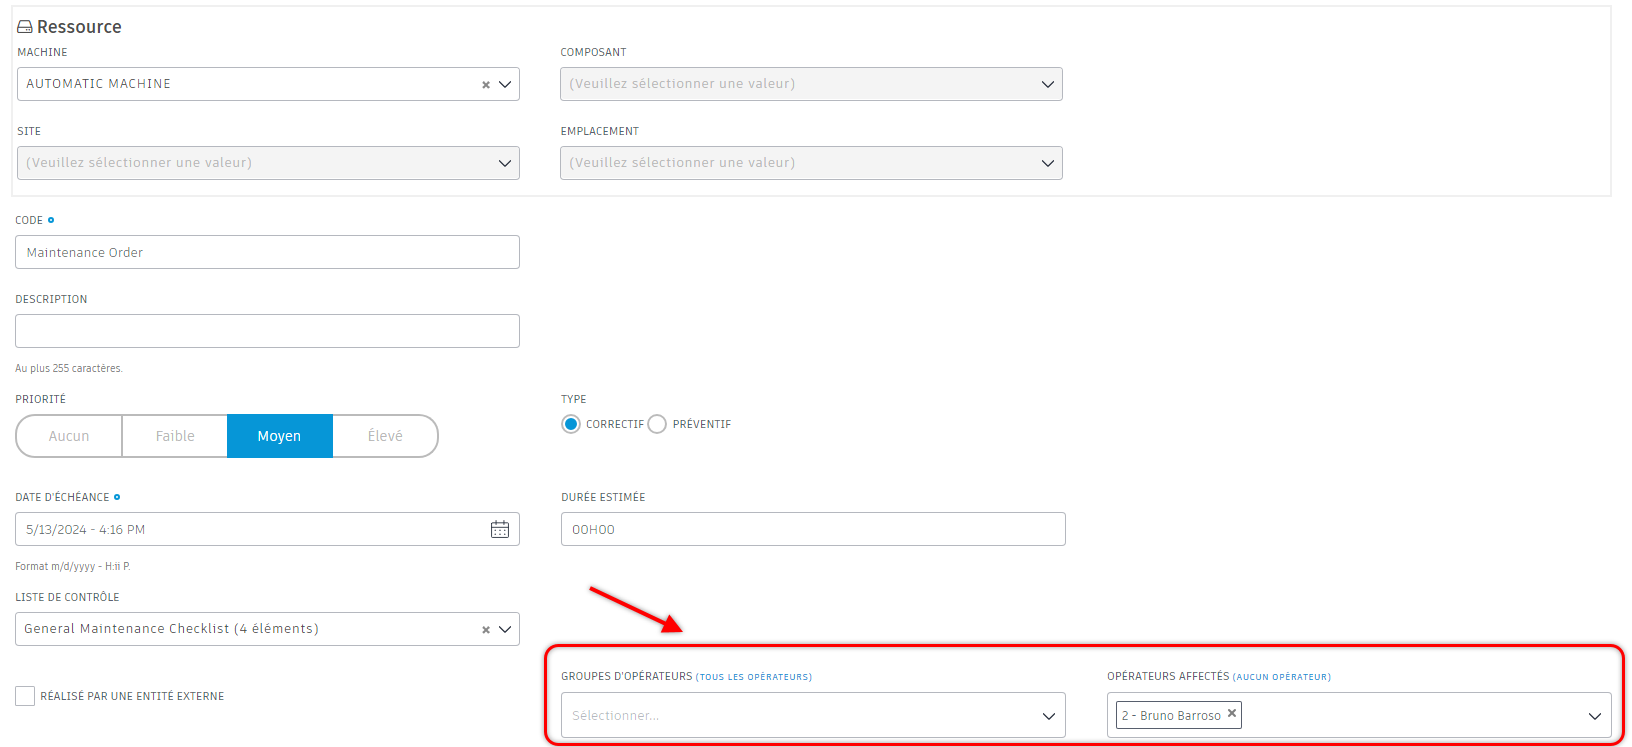 Ressource
MACHINE
COMPOSANT
AUTOMATIC MACHINE
(Veuillez sélectionner une valeur)
SITE
EMPLACEMENT
(Veuillez sélectionner une valeur)
(Veuillez sélectionner une valeur)
CODE
Maintenance Order
DESCRIPTION
Au plus 255 caractères.
PRIORITÉ
TYPE
Aucun
Faible
Moyen
Élevé
CORRECTIF
PRÉVENTIF
DATE D'ÉCHÉANCE
DURÉE ESTIMÉE
5/13/2024 - 4:16 PM
00H00
Format m/d/yyyy - H:ii P.
LISTE DE CONTRÔLE
General Maintenance Checklist (4 éléments)
GROUPES D'OPÉRATEURS (TOUS LES OPÉRATEURS)
OPÉRATEURS AFFECTÉS (AUCUN OPÉRATEUR)
RÉALISÉ PAR UNE ENTITÉ EXTERNE
Sélectionner...
2 - Bruno Barroso